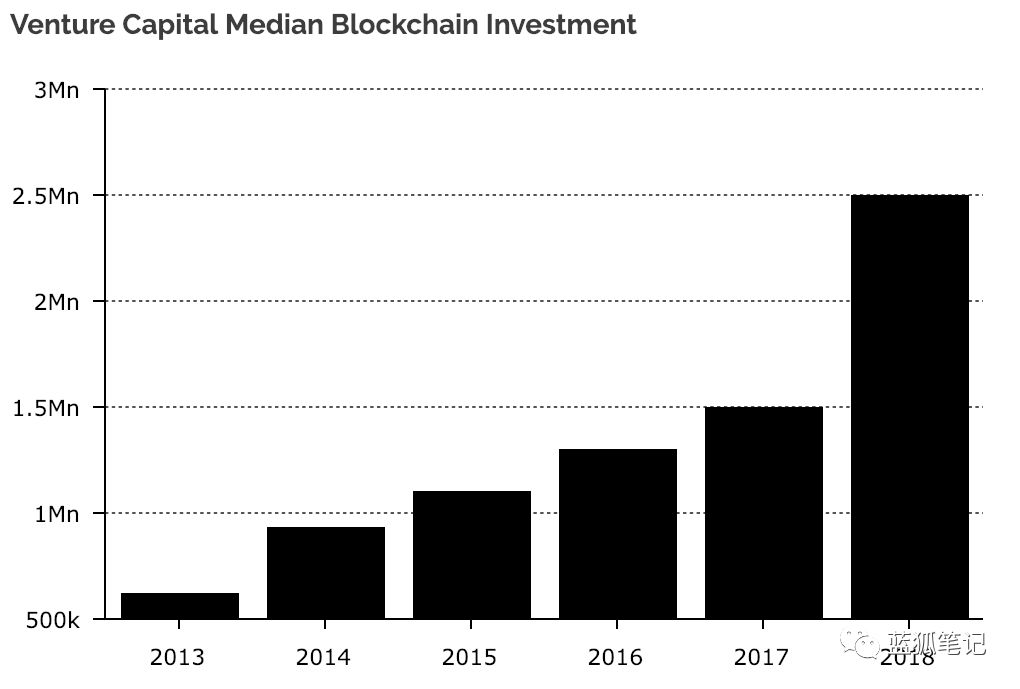 Venture Capital Median Blockchain Investment
3Mn
2.5Mn
2Mn
1.5Mn
1Mn
500k
2013 2014 2015 2016 2017 2018
蓝狐笔记